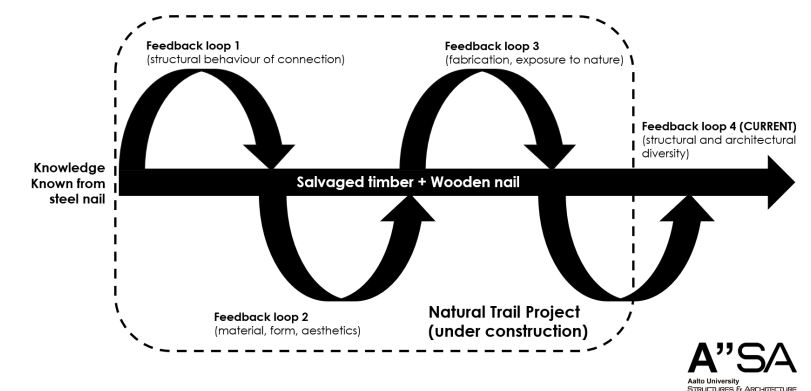 Feedback loop 1
(structural behaviour of connection)
Feedback loop 3
(fabrication, exposure to nature)
Feedback loop 4 (CURRENT)
(structural and architectural
diversity)
Knowledge
Known from
steel nail
Salvaged timber + Wooden nail
Feedback loop 2
(material, form, aesthetics)
Natural Trail Project
(under construction)
A”SA
Aalto University
STRUCTURES & ARCHITECTURE